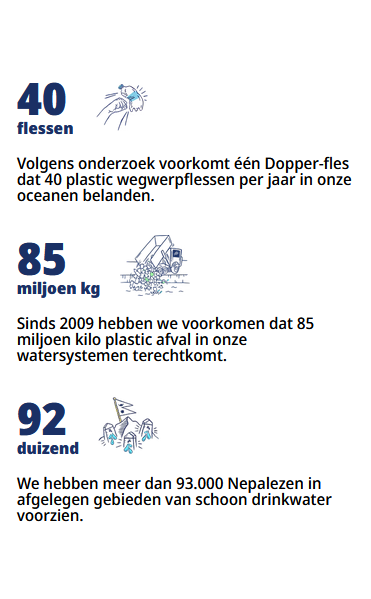 40
flessen
Volgens onderzoek voorkomt één Dopper-fles
dat 40 plastic wegwerpflessen per jaar in onze
oceanen belanden.
85
miljoen kg
Sinds 2009 hebben we voorkomen dat 85
miljoen kilo plastic afval in onze
watersystemen terechtkomt.
92
duizend
We hebben meer dan 93.000 Nepalezen in
afgelegen gebieden van schoon drinkwater
voorzien.